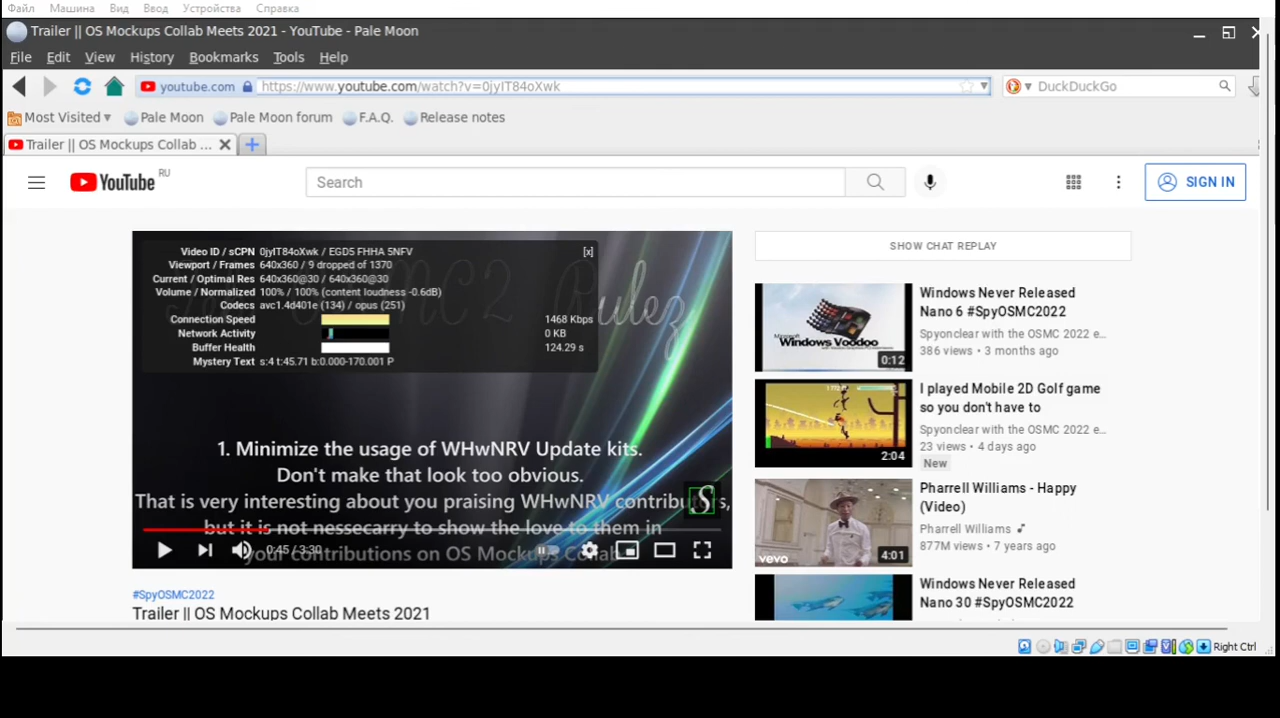 Файл Машина Вид Ввод Устройства Справка
Trailer || OS Mockups Collab Meets 2021 - YouTube - Pale Moon
File Edit View History Bookmarks Tools Help
youtube.com https://www.youtube.com/watch?v=0jyIT84oXwk DuckDuckGo
Most Visited Pale Moon Pale Moon forum F.A.Q. Release notes
Trailer || OS Mockups Collab ...
YouTube RU Search SIGN IN
Video ID / sCPN 0jyIT84oXwk / EGD5 FHHA 5NFV [x]
Viewport / Frames 640x360 / 9 dropped of 1370
Current / Optimal Res 640x360@30 / 640x360@30
Volume / Normalized 100% / 100% (content loudness -0.6dB)
Codecs avc1.4d401e (134) / opus (251)
Connection Speed 1468 Kbps
Network Activity 0 KB
Buffer Health 124.29 s
Mystery Text s:4 t:45.71 b:0.000-170.001 P
MC2 Rulez
1. Minimize the usage of WHwNRV Update kits.
Don't make that look too obvious.
That is very interesting about you praising WHwNRV contributors,
but it is not nessecarry to show the love to them in
your contributions on OS Mockups Collab
S
0:45 / 3:30
#SpyOSMC2022
Trailer || OS Mockups Collab Meets 2021
SHOW CHAT REPLAY
Microsoft
Windows Voodoo
0:12
Windows Never Released
Nano 6 #SpyOSMC2022
Spyonclear with the OSMC 2022 e...
386 views • 3 months ago
2:04
I played Mobile 2D Golf game
so you don't have to
Spyonclear with the OSMC 2022 e...
23 views • 4 days ago
New
vevo
4:01
Pharrell Williams - Happy
(Video)
Pharrell Williams
877M views • 7 years ago
Windows Never Released
Nano 30 #SpyOSMC2022
Right Ctrl